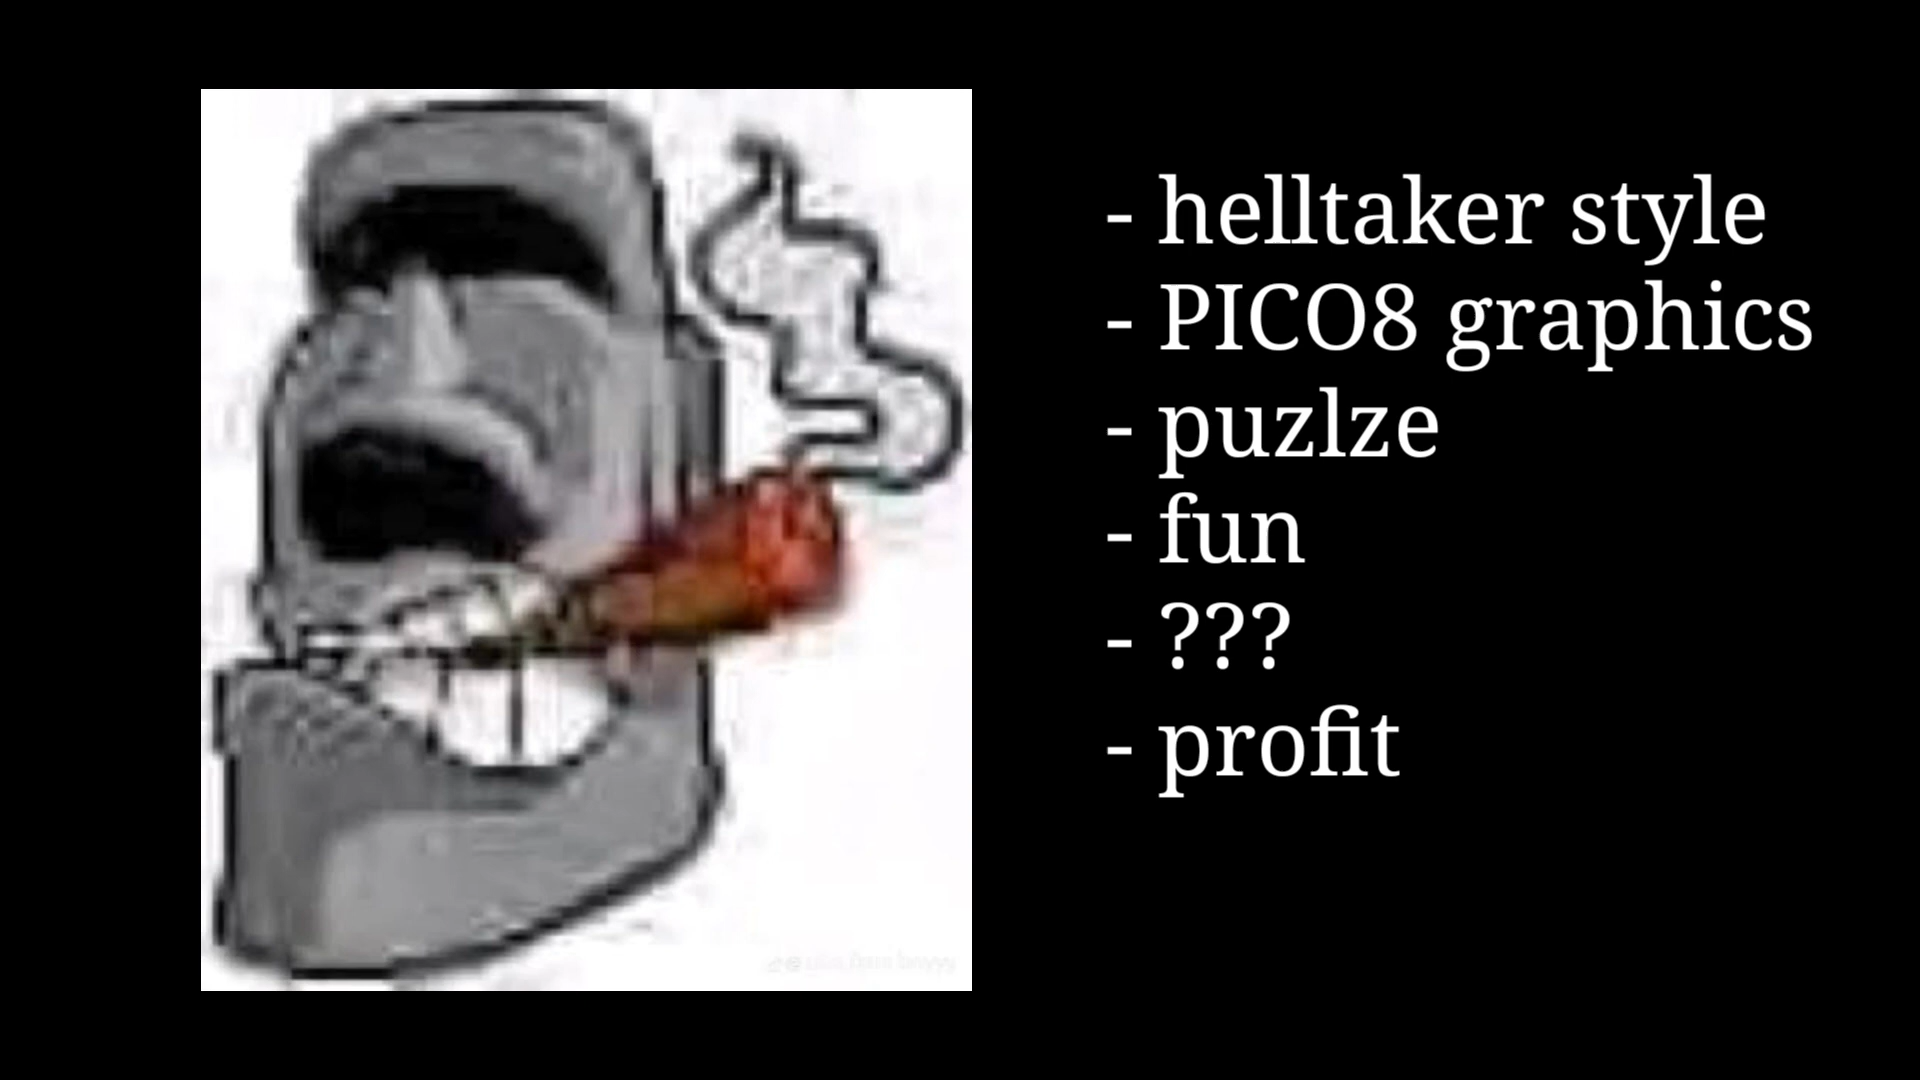 - helltaker style
- PICO8 graphics
- puzlze
- fun
- ???
- profit